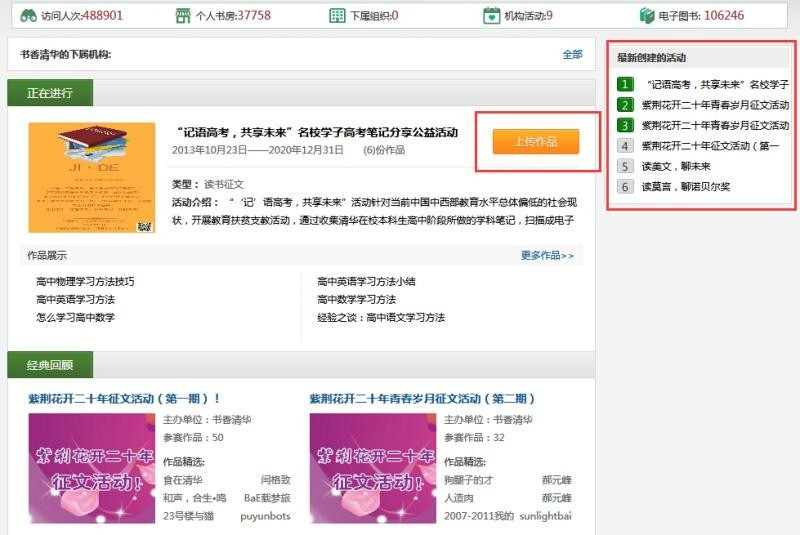 访问人次:488901 个人书房:37758 下属组织:0 机构活动:9 电子图书: 106246
书香清华的下属机构: 全部
正在进行
JI · DE
“记语高考，共享未来”名校学子高考笔记分享公益活动
2013年10月23日——2020年12月31日 (6)份作品
上传作品
类型： 读书征文
活动介绍： “‘记’语高考，共享未来”活动针对当前中国中西部教育水平总体偏低的社会现
状，开展教育扶贫支教活动，通过收集清华在校本科生高中阶段所做的学科笔记，扫描成电子
作品展示 更多作品>>
高中物理学习方法技巧 高中英语学习方法小结
高中英语学习方法 高中数学学习方法
怎么学习高中数学 经验之谈：高中语文学习方法
经典回顾
紫荆花开二十年征文活动（第一期）！
紫荆花开二十年
征文活动!
主办单位：书香清华
参赛作品：50
作品精选:
食在清华 问格致
和声，合生•鸣 BaE载梦旅
23号楼与猫 puyunbots
紫荆花开二十年青春岁月征文活动（第二期）
紫荆花开二十年
征文活动!
主办单位：书香清华
参赛作品：32
作品精选:
狗腿子的才 郝元峰
人造肉 郝元峰
2007-2011我的 sunlightbai
最新创建的活动
1 “记语高考，共享未来”名校学子
2 紫荆花开二十年青春岁月征文活动
3 紫荆花开二十年青春岁月征文活动
4 紫荆花开二十年征文活动（第一
5 读美文，聊未来
6 读莫言，聊诺贝尔奖